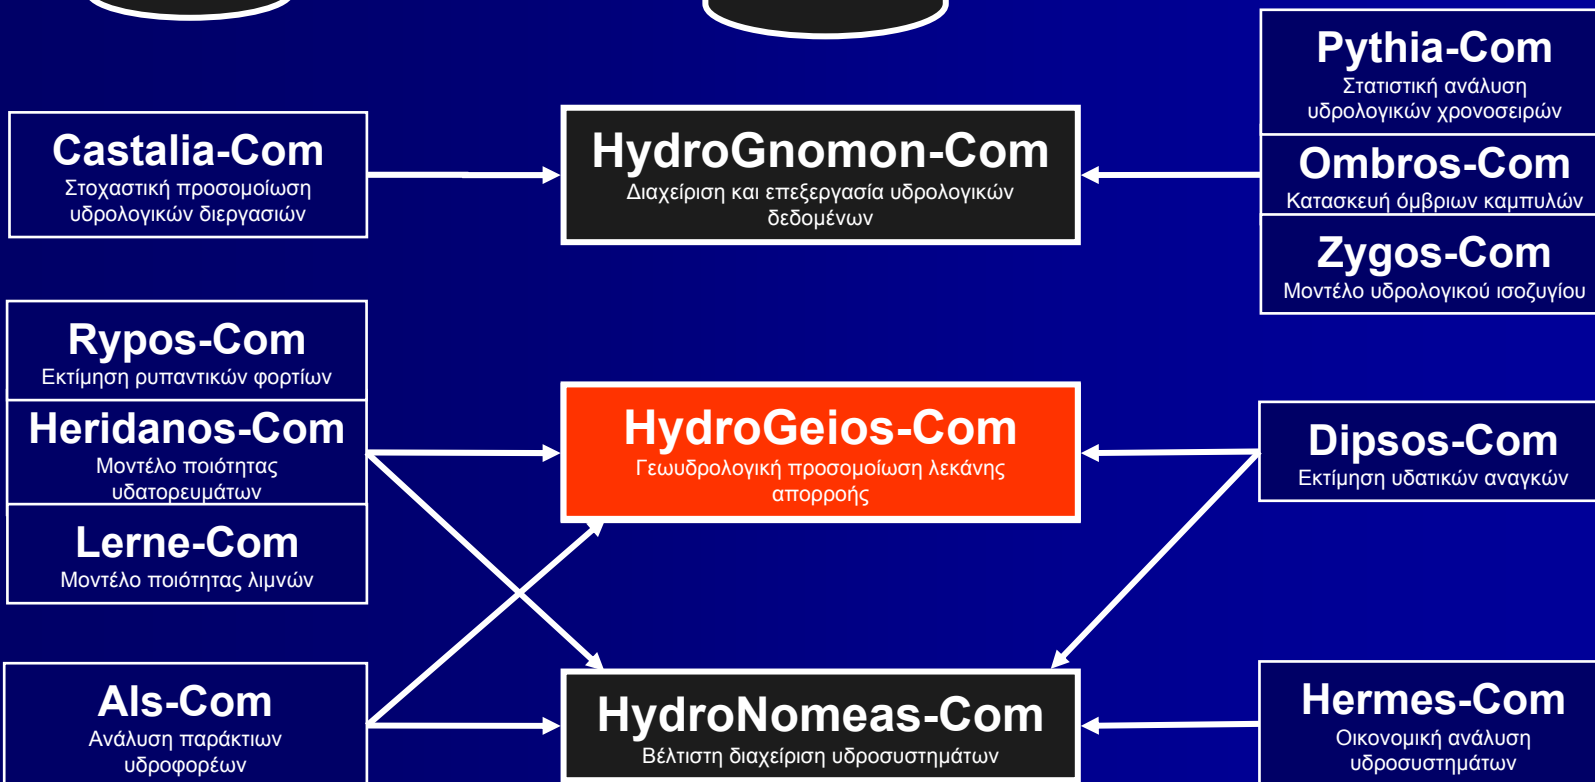 Castalia-Com
Στοχαστική προσομοίωση
υδρολογικών διεργασιών
HydroGnomon-Com
Διαχείριση και επεξεργασία υδρολογικών
δεδομένων
Pythia-Com
Στατιστική ανάλυση
υδρολογικών χρονοσειρών
Ombros-Com
Κατασκευή όμβριων καμπυλών
Zygos-Com
Μοντέλο υδρολογικού ισοζυγίου
Rypos-Com
Εκτίμηση ρυπαντικών φορτίων
Heridanos-Com
Μοντέλο ποιότητας
υδατορευμάτων
Lerne-Com
Μοντέλο ποιότητας λιμνών
HydroGeios-Com
Γεωυδρολογική προσομοίωση λεκάνης
απορροής
Dipsos-Com
Εκτίμηση υδατικών αναγκών
Als-Com
Ανάλυση παράκτιων
υδροφορέων
HydroNomeas-Com
Βέλτιστη διαχείριση υδροσυστημάτων
Hermes-Com
Οικονομική ανάλυση
υδροσυστημάτων